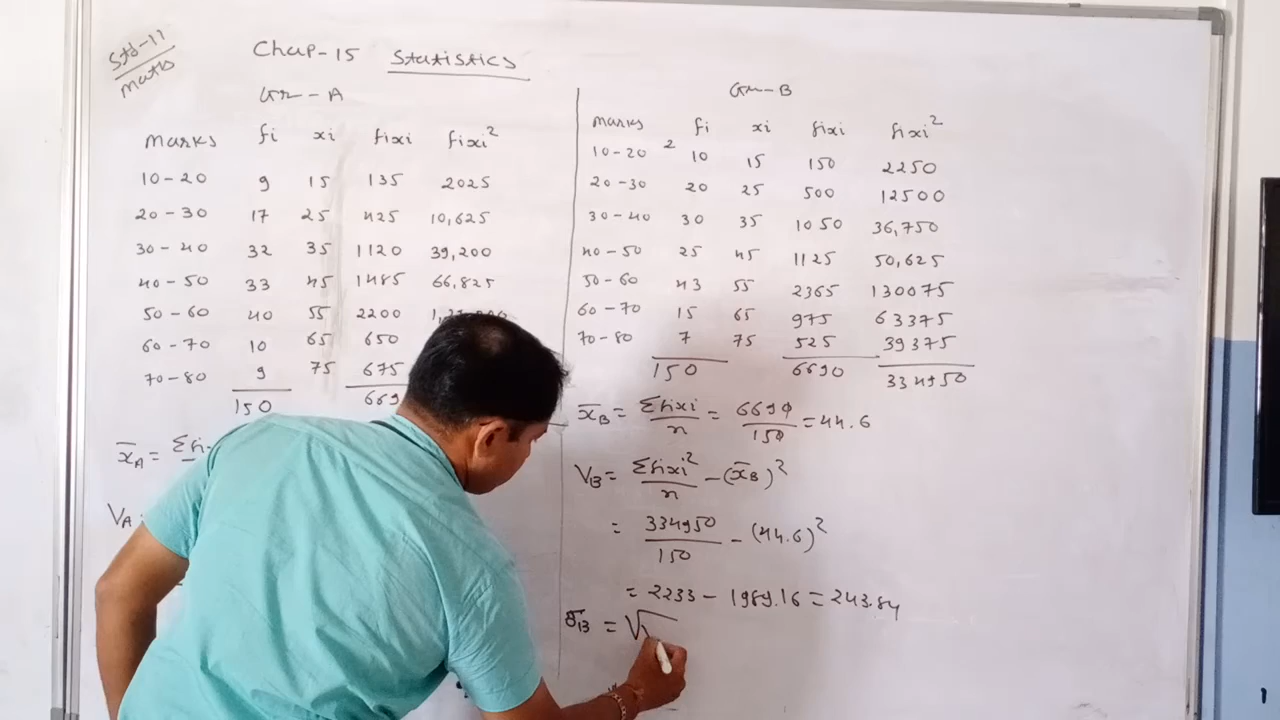 Std-11
maths
Chap-15 Statistics
Gr-A
marks fi xi fixi fixi²
10-20 9 15 135 2025
20-30 17 25 425 10,625
30-40 32 35 1120 39,200
40-50 33 45 1485 66,825
50-60 40 55 2200
60-70 10 65 650
70-80 9 75 675
150 669
x̄A = Σfi
VA =
Gr-B
marks fi xi fixi fixi²
10-20 2 10 15 150 2250
20-30 20 25 500 12500
30-40 30 35 1050 36,750
40-50 25 45 1125 50,625
50-60 43 55 2365 130075
60-70 15 65 975 63375
70-80 7 75 525 39375
150 6690 334950
x̄B = Σfixi/n = 6690/150 = 44.6
VB = Σfixi²/n - (x̄B)²
= 334950/150 - (44.6)²
= 2233 - 1989.16 = 243.84
σB = √